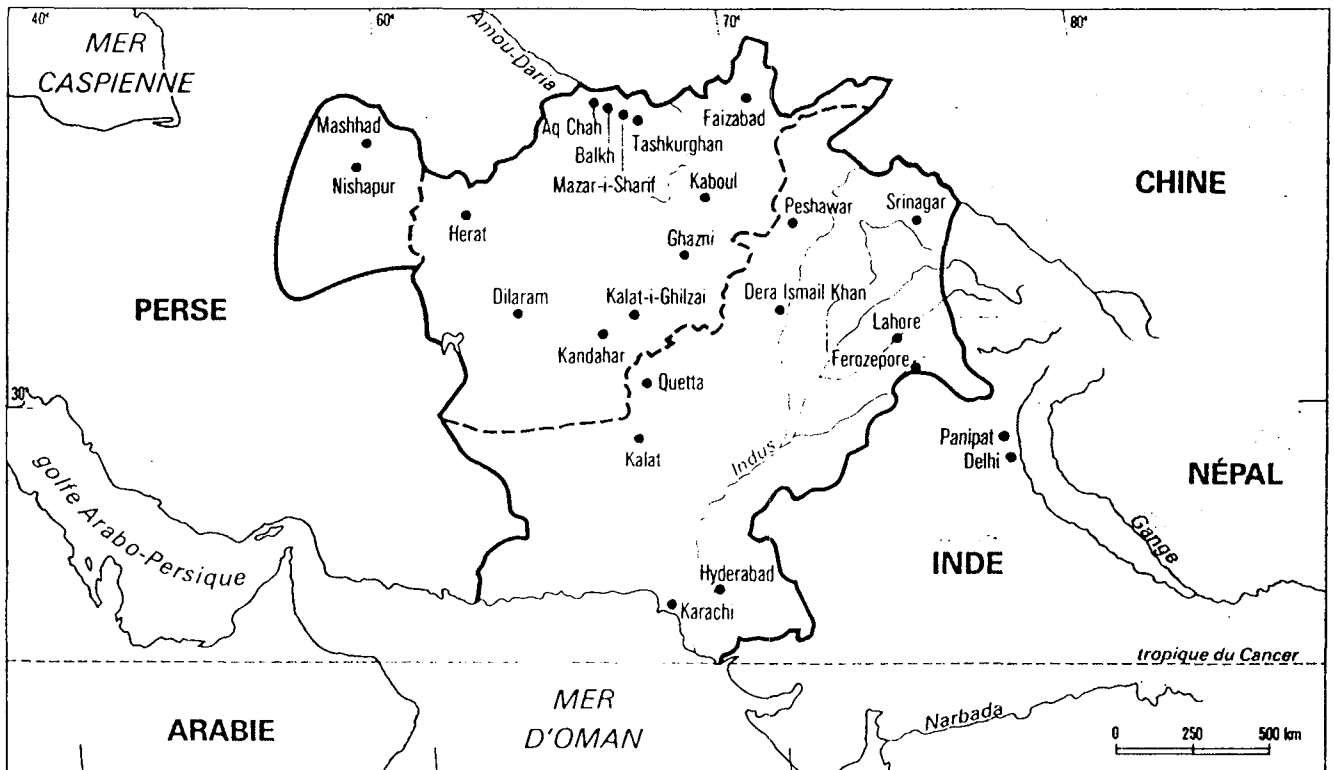 40°
60°
70°
80°
MER
CASPIENNE
Amou-Daria
Mashhad
Nishapur
Aq Chah
Balkh
Mazar-i-Sharif
Tashkurghan
Faizabad
Kaboul
CHINE
Herat
Ghazni
Peshawar
Srinagar
PERSE
Dilaram
Kalat-i-Ghilzai
Dera Ismail Khan
Kandahar
Lahore
Ferozepore
Quetta
30°
Kalat
Indus
Panipat
Delhi
NÉPAL
golfe Arabo-Persique
Gange
INDE
Hyderabad
Karachi
tropique du Cancer
ARABIE
MER
D'OMAN
Narbada
0 250 500 km